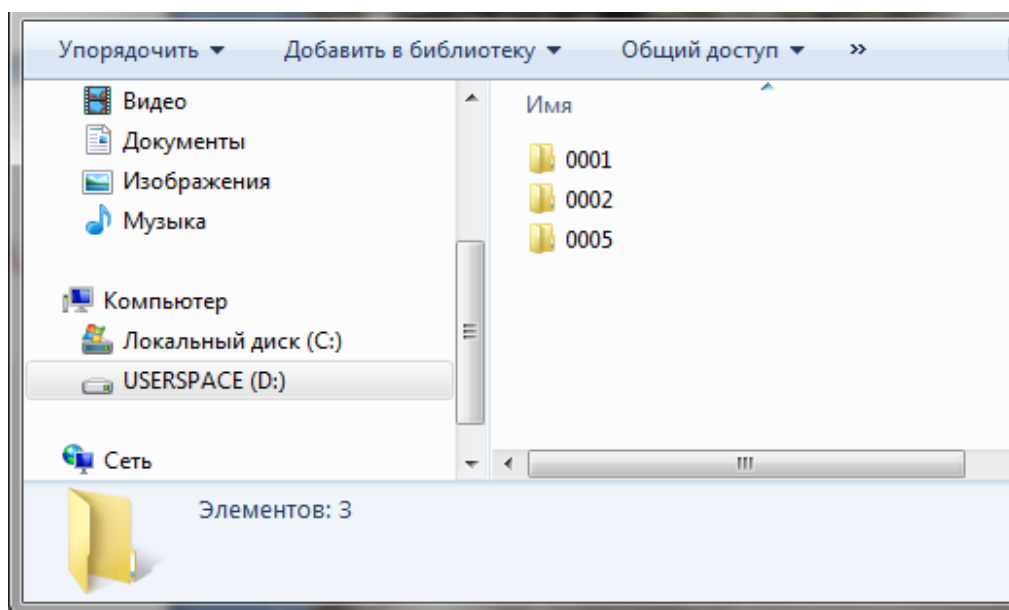 Упорядочить Добавить в библиотеку Общий доступ »
Видео
Документы
Изображения
Музыка
Компьютер
Локальный диск (C:)
USERSPACE (D:)
Сеть
Имя
0001
0002
0005
Элементов: 3